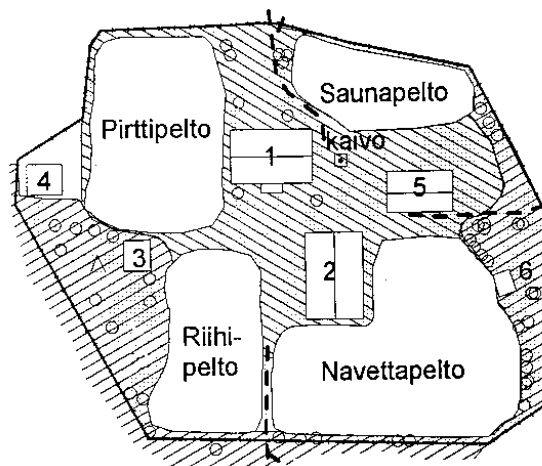 Saunapelto
Pirttipelto
kaivo
1
4
5
3
2
6
Riihi-
pelto
Navettapelto